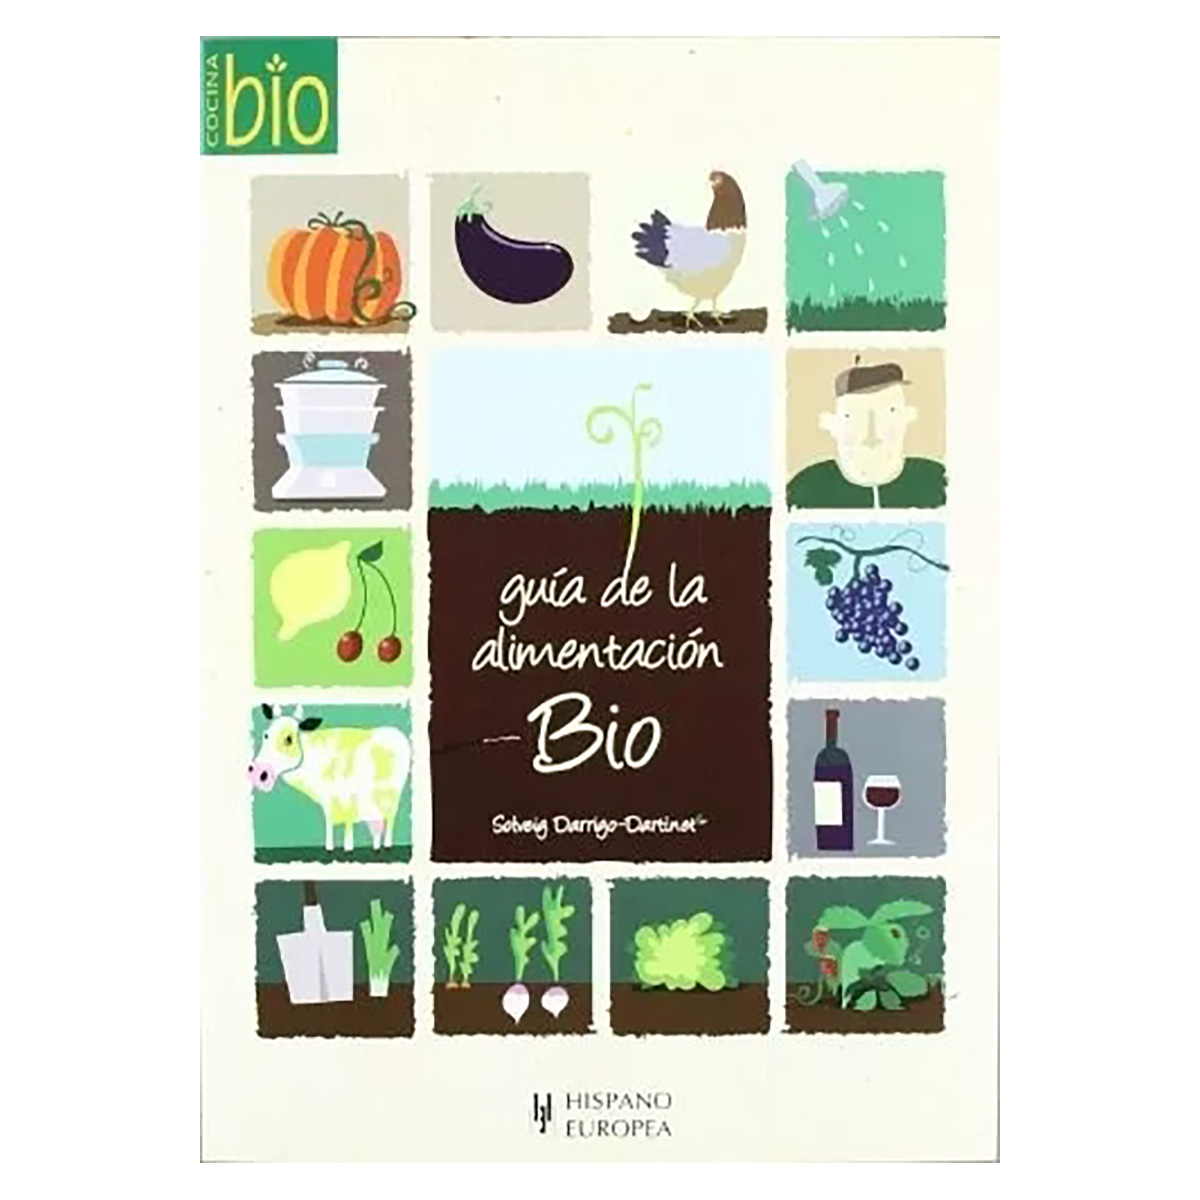 COCINA
bio
guía de la
alimentación
Bio
Solveig Darrigo-Dartinet
HISPANO
EUROPEA